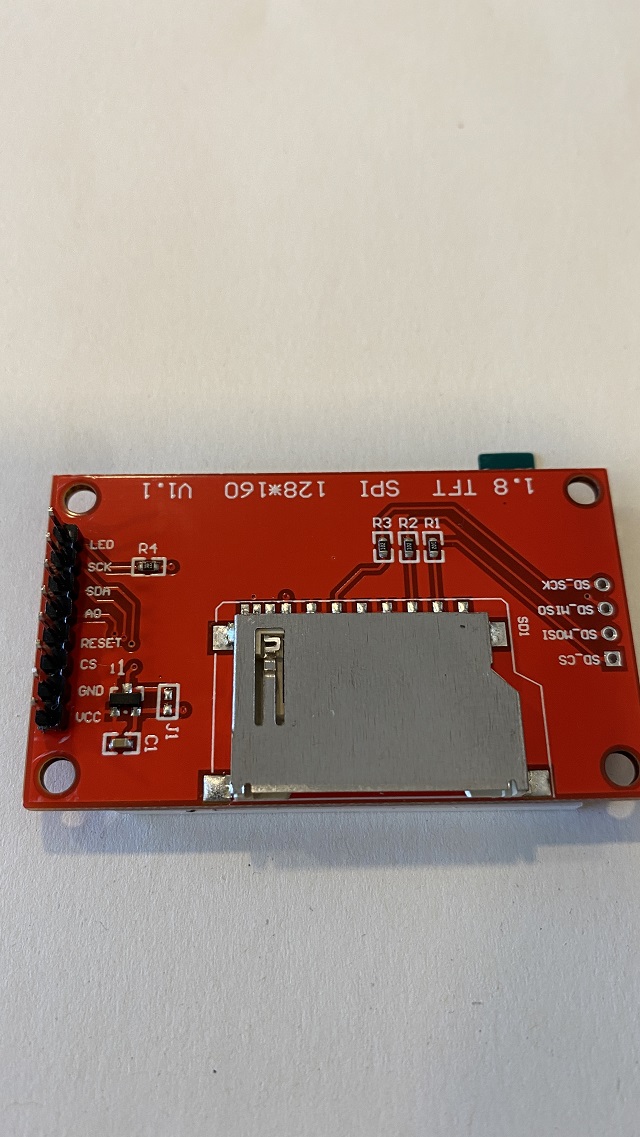 1.8 TFT SPI 128*160 V1.1
R3 R2 R1
LED
R4
SCK
SDA
A0
RESET
CS
GND
VCC
J1
C1
SD1
SD_SCK
SD_MISO
SD_MOSI
SD_CS